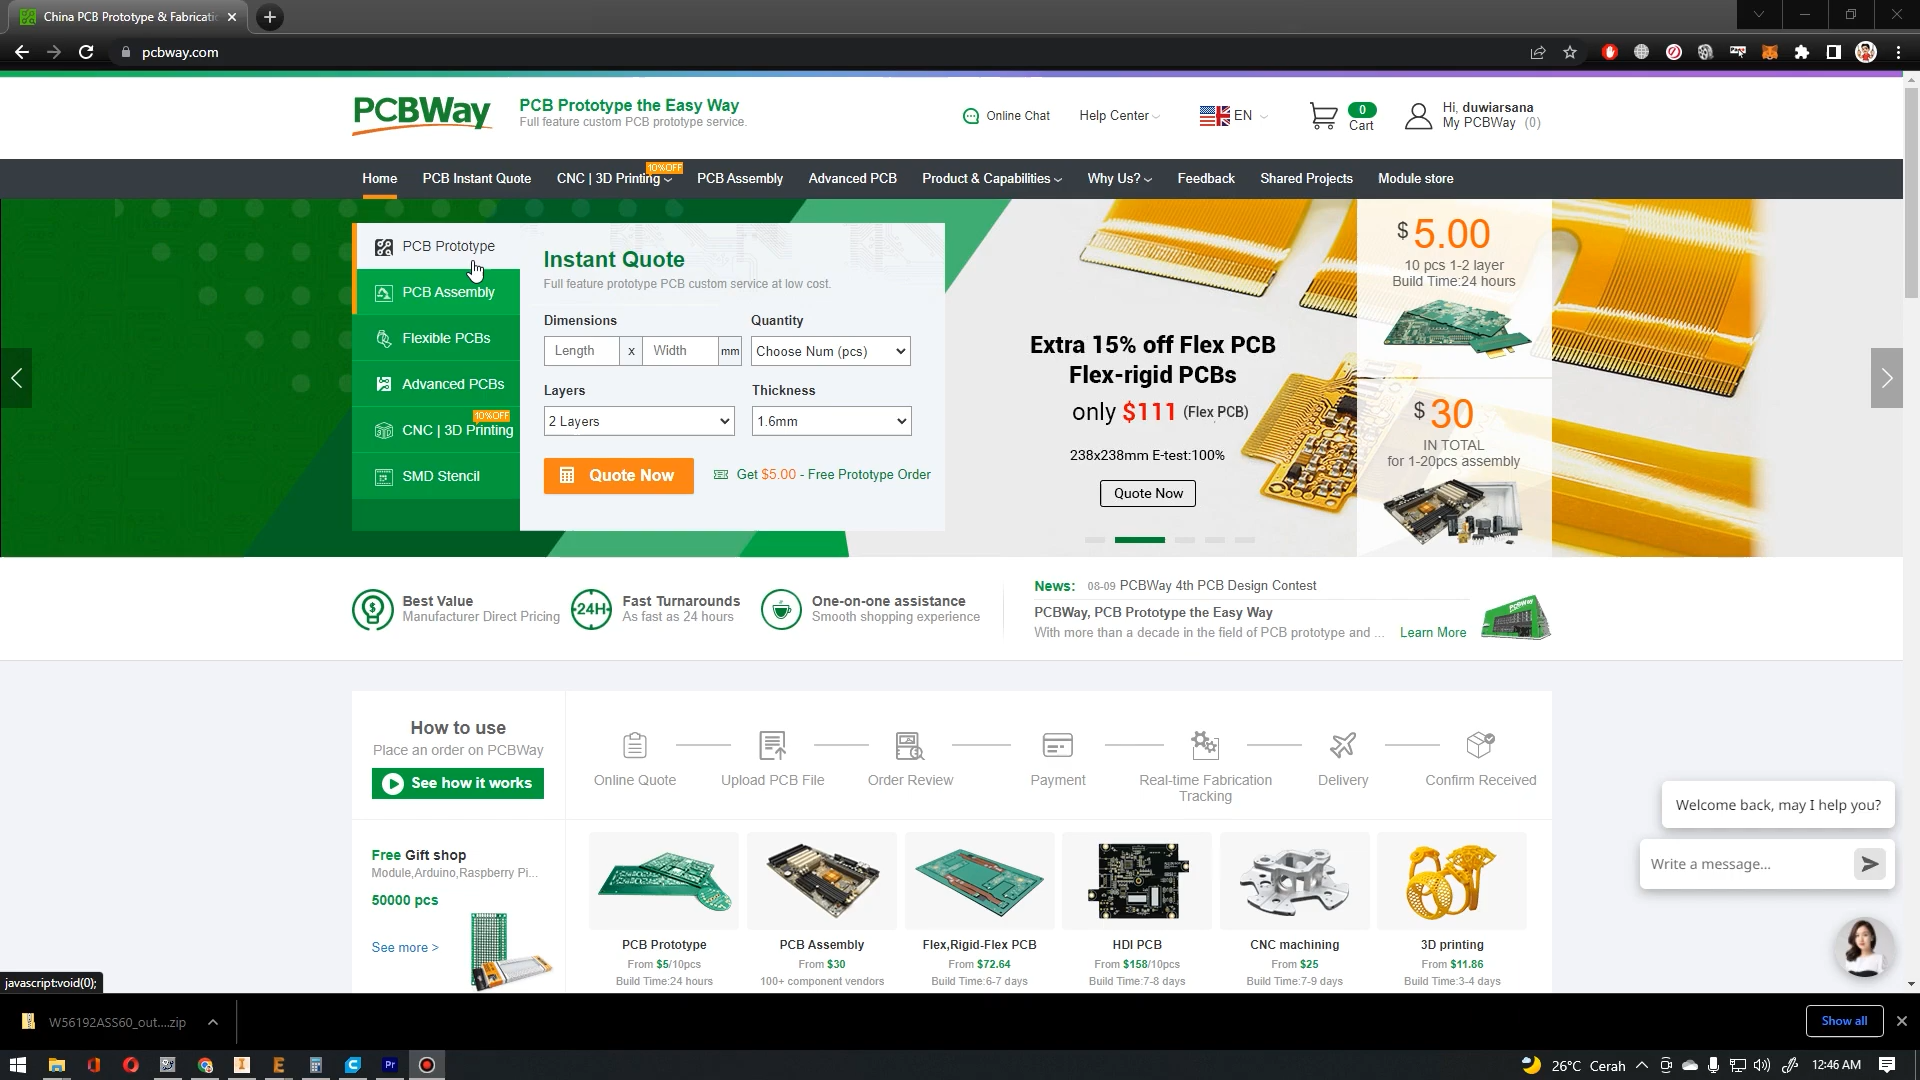 China PCB Prototype & Fabricatic
pcbway.com
PCBWay
PCB Prototype the Easy Way
Full feature custom PCB prototype service.
Online Chat
Help Center
EN
0
Cart
Hi, duwiarsana
My PCBWay (0)
Home
PCB Instant Quote
10%OFF
CNC | 3D Printing
PCB Assembly
Advanced PCB
Product & Capabilities
Why Us?
Feedback
Shared Projects
Module store
PCB Prototype
PCB Assembly
Flexible PCBs
Advanced PCBs
10%OFF
CNC | 3D Printing
SMD Stencil
Instant Quote
Full feature prototype PCB custom service at low cost.
Dimensions
Quantity
Length x Width mm
Choose Num (pcs)
Layers
Thickness
2 Layers
1.6mm
Quote Now
Get $5.00 - Free Prototype Order
Extra 15% off Flex PCB
Flex-rigid PCBs
only $111 (Flex PCB)
238x238mm E-test:100%
Quote Now
$5.00
10 pcs 1-2 layer
Build Time:24 hours
$30
IN TOTAL
for 1-20pcs assembly
Best Value
Manufacturer Direct Pricing
24H
Fast Turnarounds
As fast as 24 hours
One-on-one assistance
Smooth shopping experience
News: 08-09 PCBWay 4th PCB Design Contest
PCBWay, PCB Prototype the Easy Way
With more than a decade in the field of PCB prototype and ... Learn More
How to use
Place an order on PCBWay
See how it works
Online Quote
Upload PCB File
Order Review
Payment
Real-time Fabrication
Tracking
Delivery
Confirm Received
Free Gift shop
Module,Arduino,Raspberry Pi...
50000 pcs
See more >
PCB Prototype
From $5/10pcs
Build Time:24 hours
PCB Assembly
From $30
100+ component vendors
Flex,Rigid-Flex PCB
From $72.64
Build Time:6-7 days
HDI PCB
From $158/10pcs
Build Time:7-8 days
CNC machining
From $25
Build Time:7-9 days
3D printing
From $11.86
Build Time:3-4 days
Welcome back, may I help you?
Write a message...
javascript:void(0);
W56192ASS60_out....zip
Show all
26°C Cerah
12:46 AM